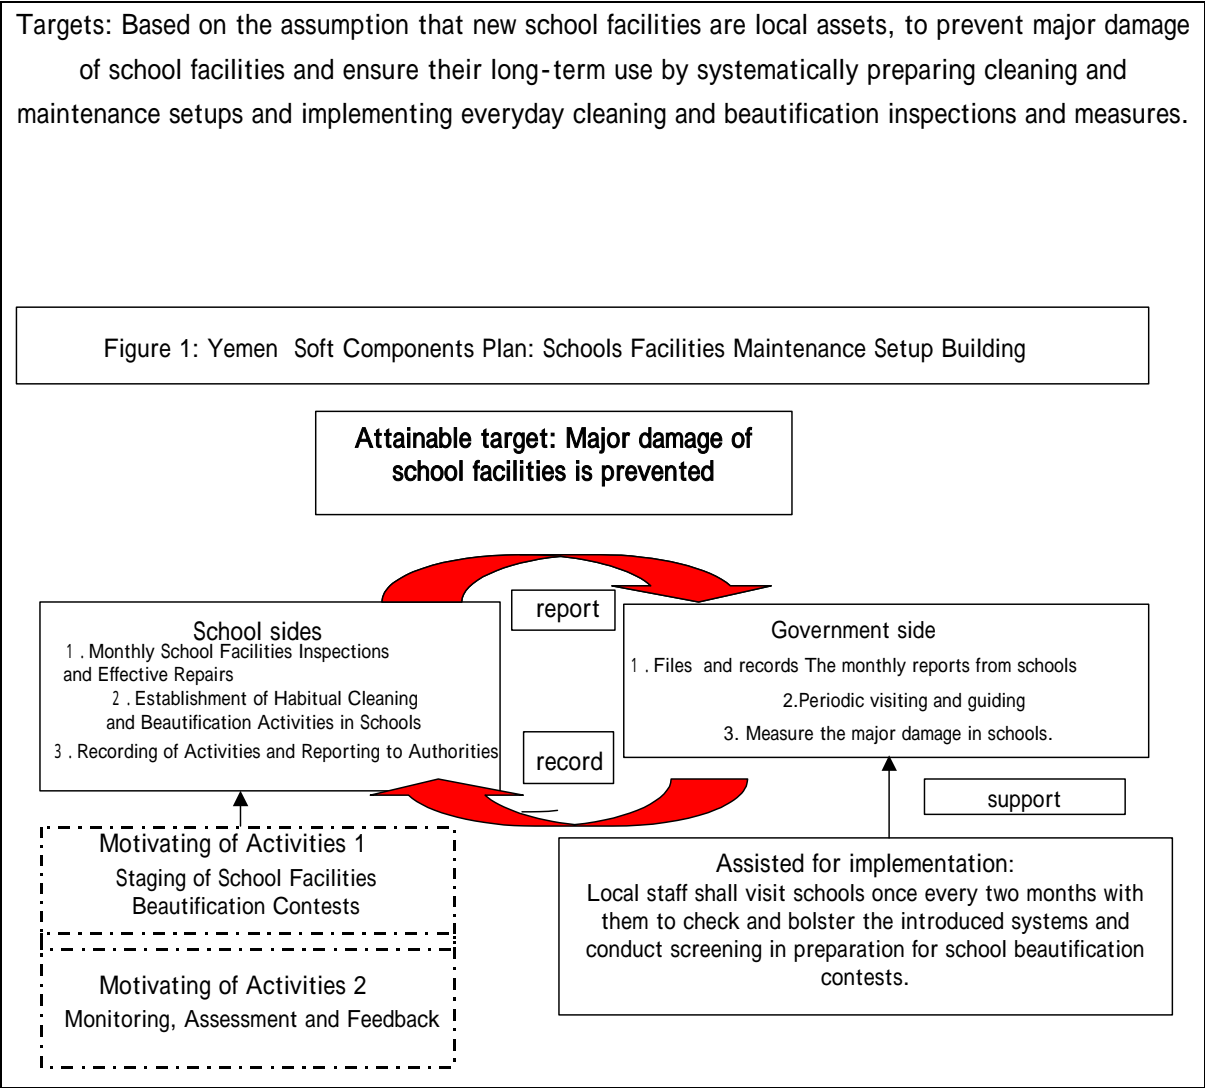 Targets: Based on the assumption that new school facilities are local assets, to prevent major damage
of school facilities and ensure their long-term use by systematically preparing cleaning and
maintenance setups and implementing everyday cleaning and beautification inspections and measures.
Figure 1: Yemen Soft Components Plan: Schools Facilities Maintenance Setup Building
Attainable target: Major damage of
school facilities is prevented
report
School sides
1 . Monthly School Facilities Inspections
and Effective Repairs
2 . Establishment of Habitual Cleaning
and Beautification Activities in Schools
3 . Recording of Activities and Reporting to Authorities
Government side
1 . Files and records The monthly reports from schools
2.Periodic visiting and guiding
3. Measure the major damage in schools.
record
support
Motivating of Activities 1
Staging of School Facilities
Beautification Contests
Motivating of Activities 2
Monitoring, Assessment and Feedback
Assisted for implementation:
Local staff shall visit schools once every two months with
them to check and bolster the introduced systems and
conduct screening in preparation for school beautification
contests.